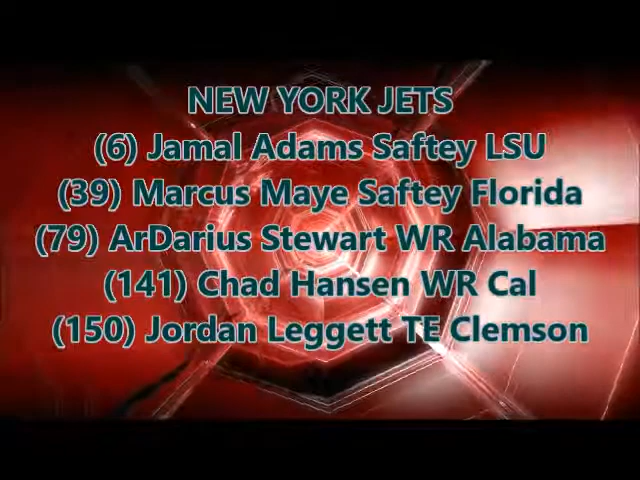 NEW YORK JETS
(6) Jamal Adams Saftey LSU
(39) Marcus Maye Saftey Florida
(79) ArDarius Stewart WR Alabama
(141) Chad Hansen WR Cal
(150) Jordan Leggett TE Clemson